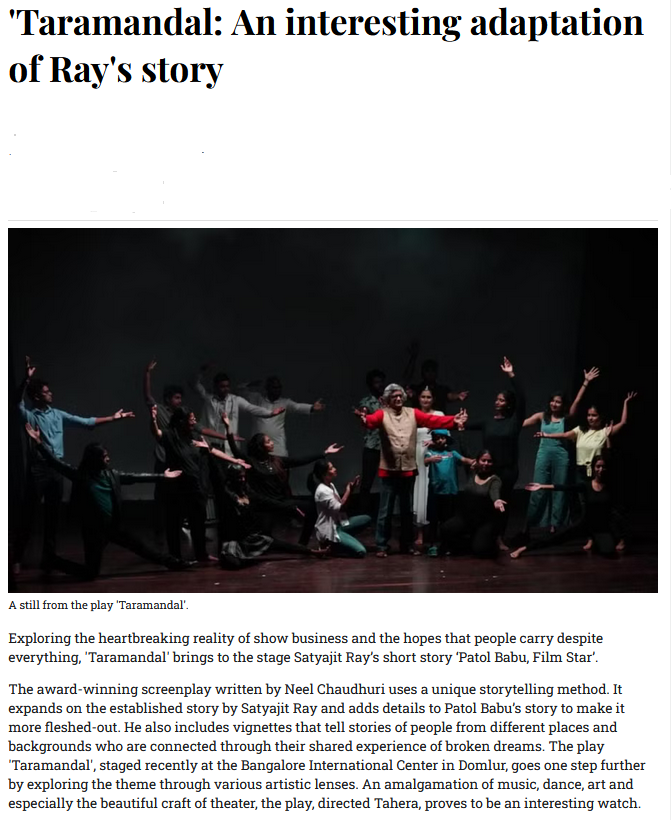 'Taramandal: An interesting adaptation
of Ray's story
A still from the play 'Taramandal'.
Exploring the heartbreaking reality of show business and the hopes that people carry despite
everything, 'Taramandal' brings to the stage Satyajit Ray’s short story ‘Patol Babu, Film Star’.
The award-winning screenplay written by Neel Chaudhuri uses a unique storytelling method. It
expands on the established story by Satyajit Ray and adds details to Patol Babu’s story to make it
more fleshed-out. He also includes vignettes that tell stories of people from different places and
backgrounds who are connected through their shared experience of broken dreams. The play
'Taramandal', staged recently at the Bangalore International Center in Domlur, goes one step further
by exploring the theme through various artistic lenses. An amalgamation of music, dance, art and
especially the beautiful craft of theater, the play, directed Tahera, proves to be an interesting watch.